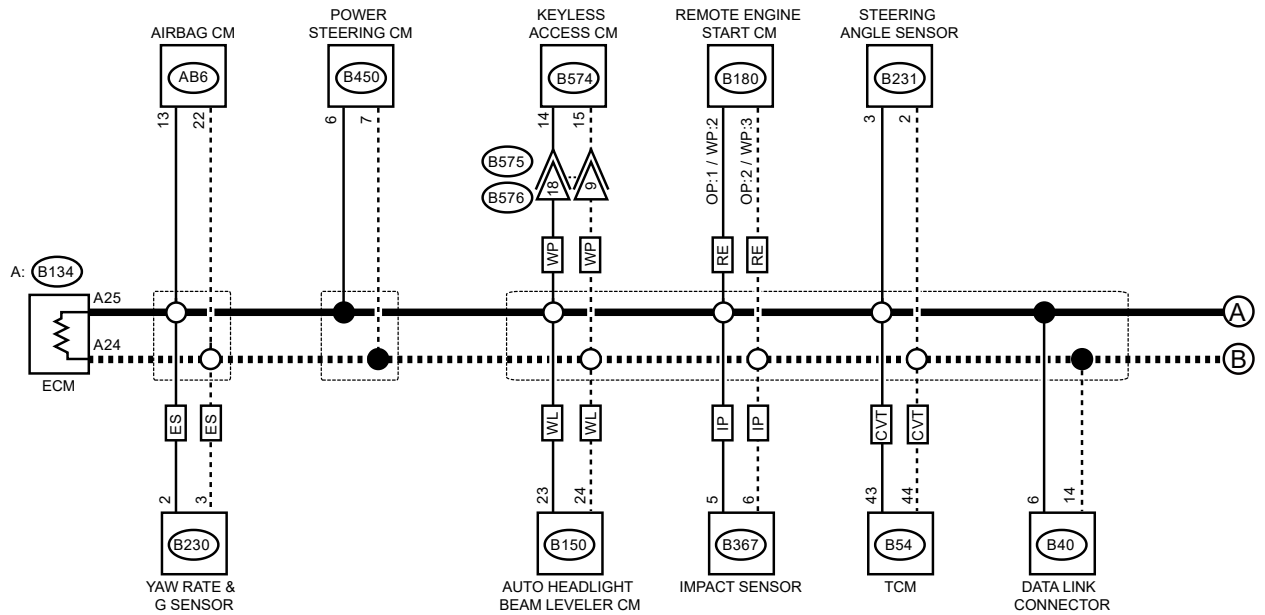 AIRBAG CM
POWER
STEERING CM
KEYLESS
ACCESS CM
REMOTE ENGINE
START CM
STEERING
ANGLE SENSOR
AB6
B450
B574
B180
B231
13
22
6
7
14
15
OP:1 / WP:2
OP:2 / WP:3
3
2
B575
B576
18
9
WP
WP
RE
RE
A: B134
A25
A24
ECM
A
B
ES
ES
WL
WL
IP
IP
CVT
CVT
2
3
23
24
5
6
43
44
6
14
B230
B150
B367
B54
B40
YAW RATE &
G SENSOR
AUTO HEADLIGHT
BEAM LEVELER CM
IMPACT SENSOR
TCM
DATA LINK
CONNECTOR